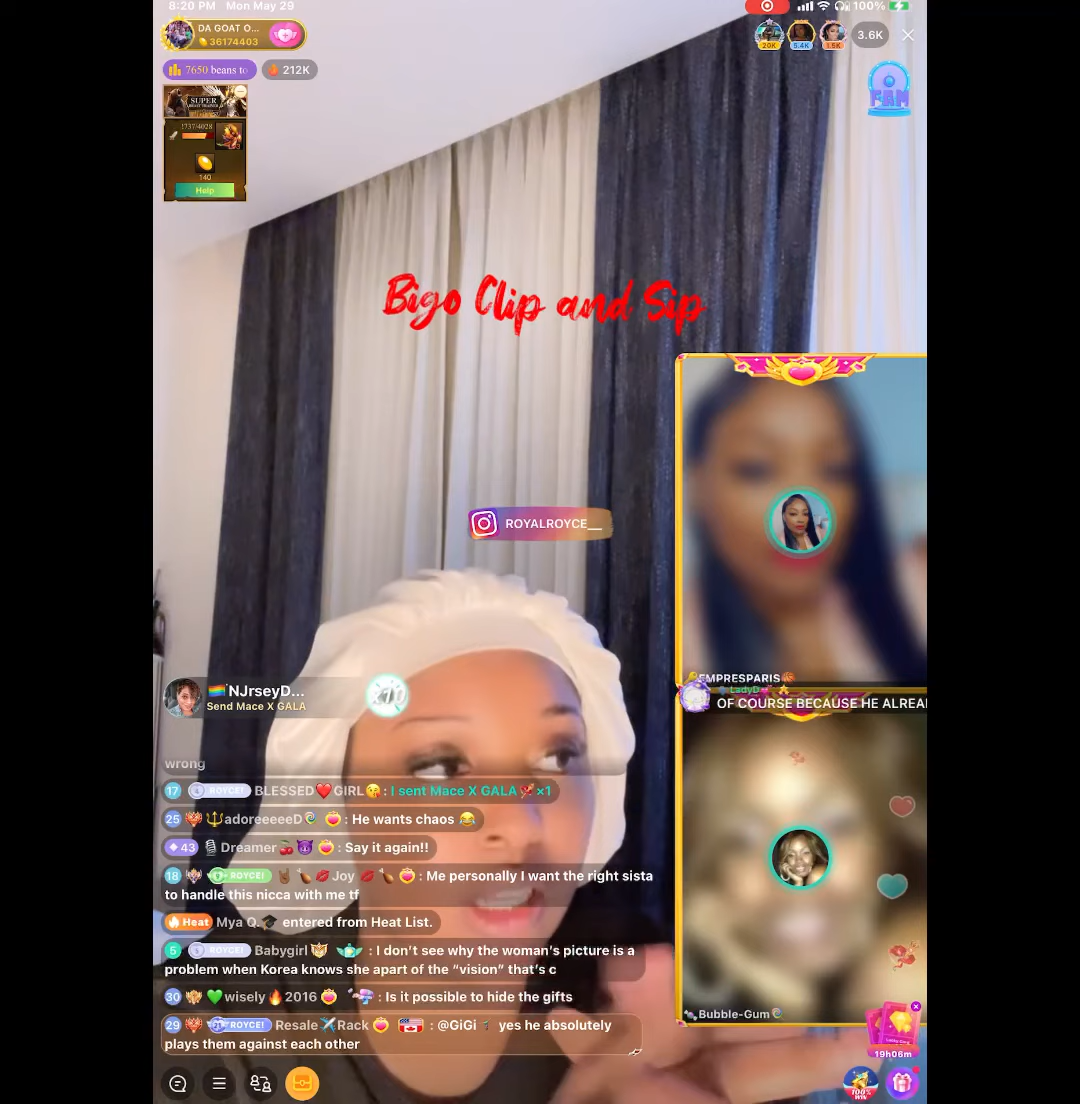 8:20 PM Mon May 29
100%
DA GOAT O...
36174403
20K
5.4K
1.5K
3.6K
7650 beans to
212K
FAM
SUPER
1737/4028
140
Help
Bigo Clip and Sip
ROYALROYCE__
EMPRESPARIS
LadyD
OF COURSE BECAUSE HE ALREA
NJrseyD...
Send Mace X GALA
wrong
17 ROYCE! BLESSED❤️GIRL😘: I sent Mace X GALA ×1
25 🔱adoreeeeD🍭: He wants chaos 😂
43 Dreamer🍒😈: Say it again!!
18 ROYCE! 🤘🏾🍗💋Joy 💋🍗: Me personally I want the right sista
to handle this nicca with me tf
Heat Mya Q.🎓 entered from Heat List.
5 ROYCE! Babygirl : I don't see why the woman's picture is a
problem when Korea knows she apart of the "vision" that's c
30 💚wisely🔥2016 : Is it possible to hide the gifts
29 ROYCE! Resale✈️Rack : @GiGi yes he absolutely
plays them against each other
Bubble-Gum🍭
19h06m
100%
WIN